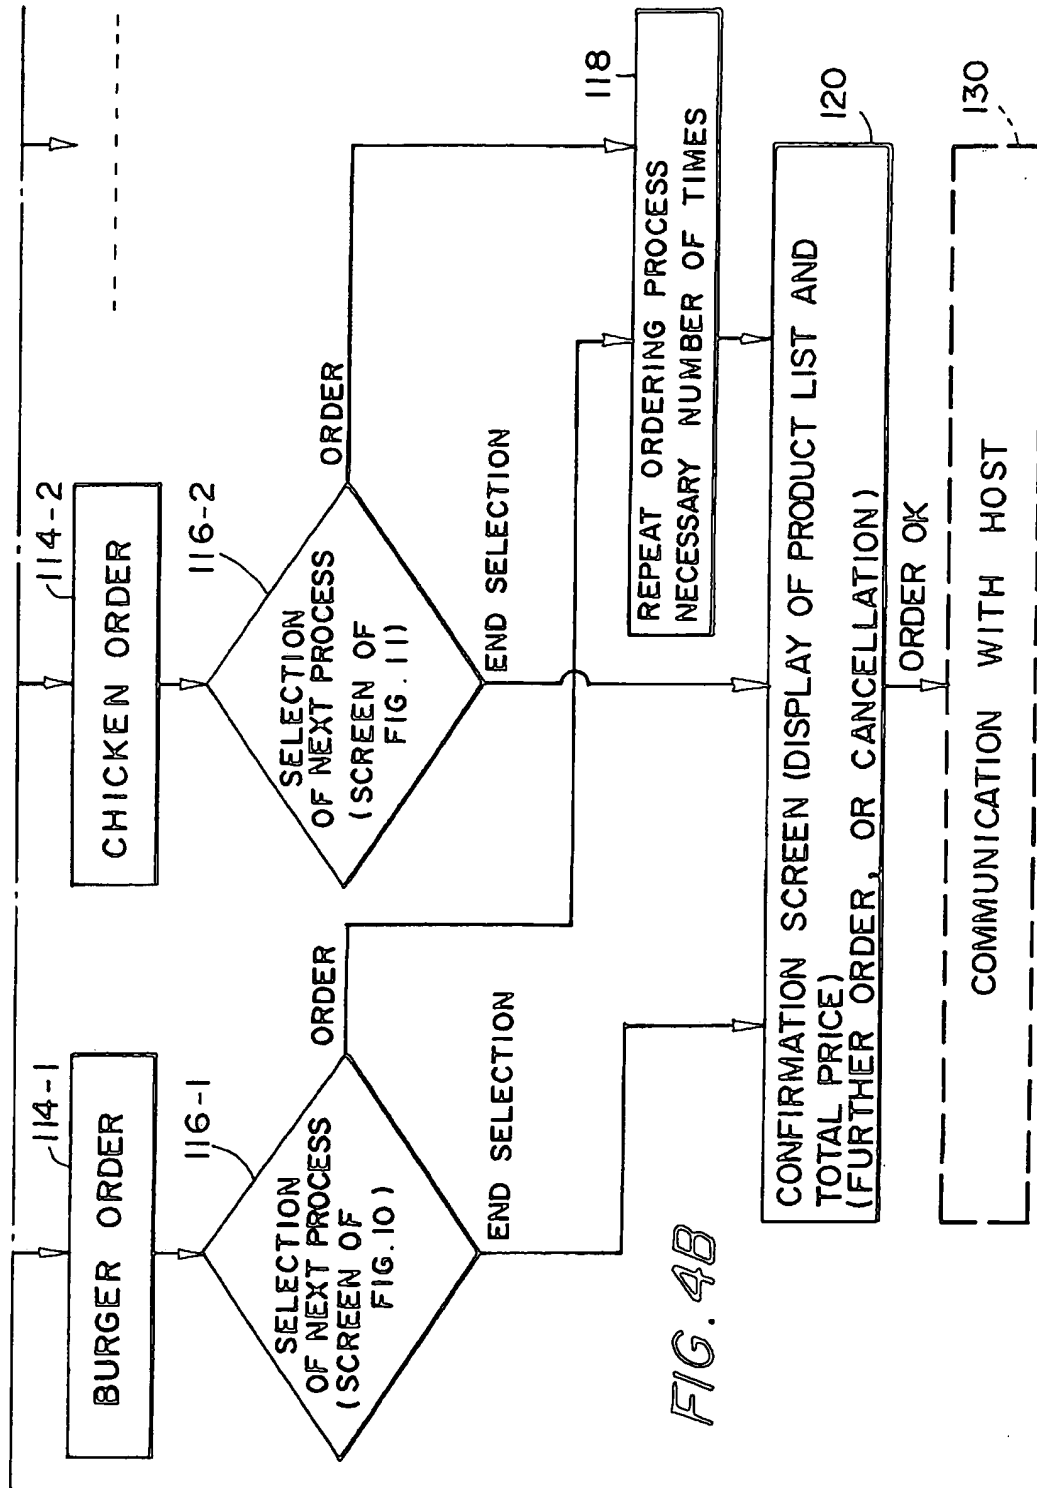 114-1
BURGER ORDER
114-2
CHICKEN ORDER
116-1
SELECTION
OF NEXT PROCESS
(SCREEN OF
FIG. 10)
ORDER
END SELECTION
116-2
SELECTION
OF NEXT PROCESS
(SCREEN OF
FIG. 11)
ORDER
END SELECTION
118
REPEAT ORDERING PROCESS
NECESSARY NUMBER OF TIMES
120
CONFIRMATION SCREEN (DISPLAY OF PRODUCT LIST AND
TOTAL PRICE)
(FURTHER ORDER, OR CANCELLATION)
ORDER OK
130
COMMUNICATION WITH HOST
FIG. 4B